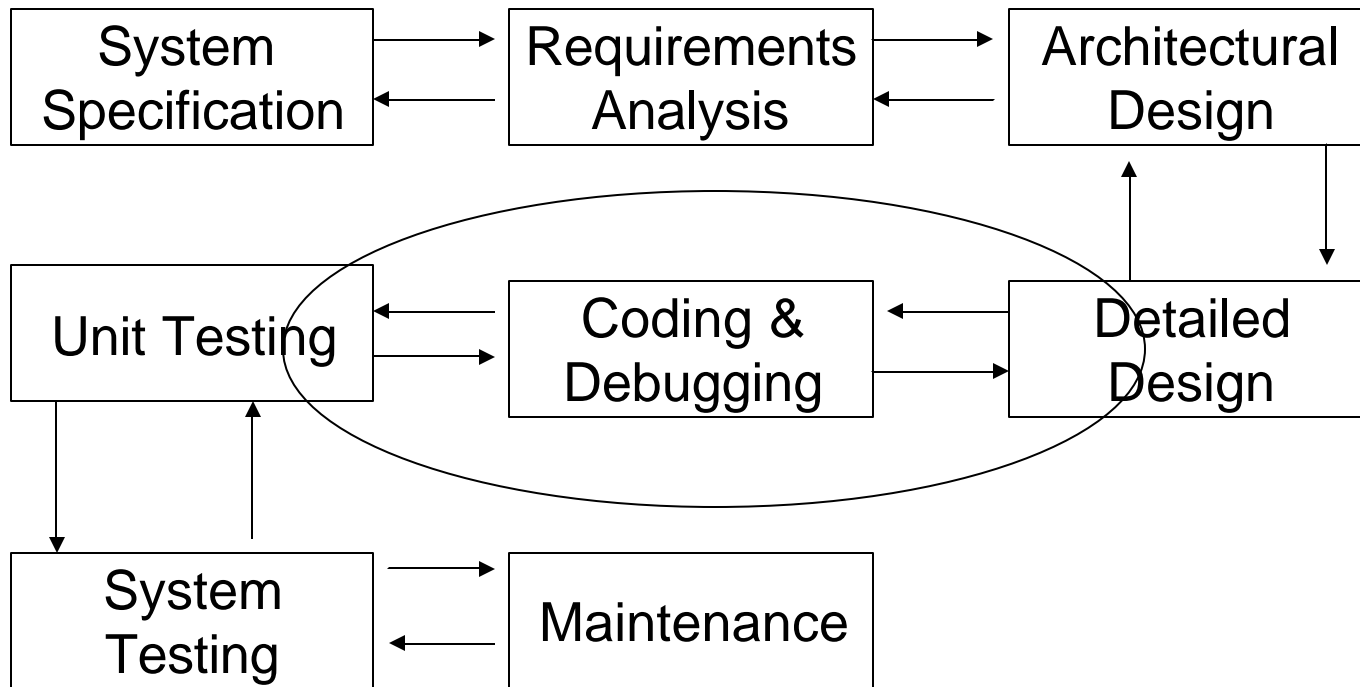 System
Specification
Requirements
Analysis
Architectural
Design
Unit Testing
Coding &
Debugging
Detailed
Design
System
Testing
Maintenance